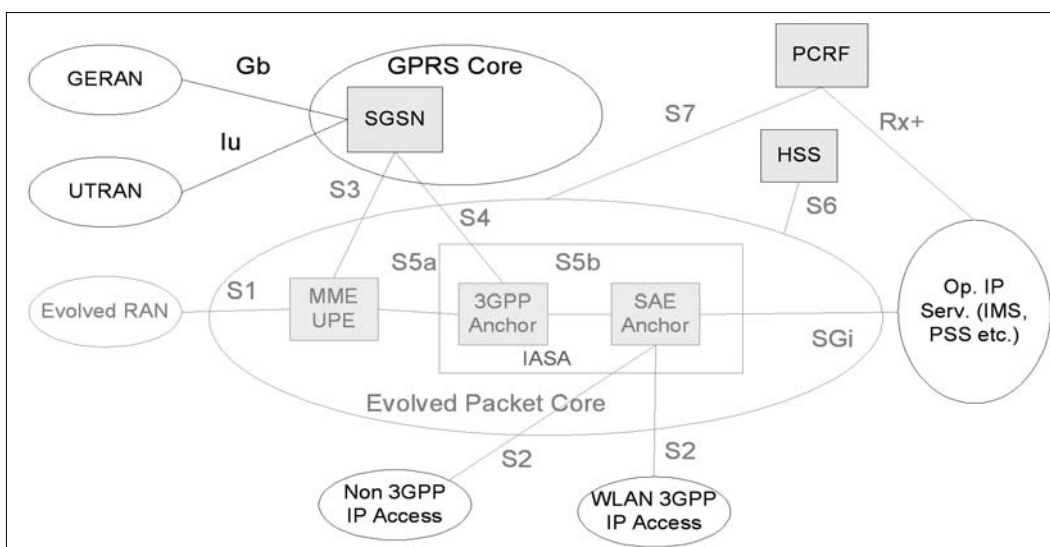 GERAN
Gb
GPRS Core
SGSN
PCRF
Iu
S7
Rx+
HSS
UTRAN
S3
S4
S6
S5a
S5b
S1
Evolved RAN
MME
UPE
3GPP
Anchor
SAE
Anchor
IASA
SGi
Op. IP
Serv. (IMS,
PSS etc.)
Evolved Packet Core
S2
S2
Non 3GPP
IP Access
WLAN 3GPP
IP Access